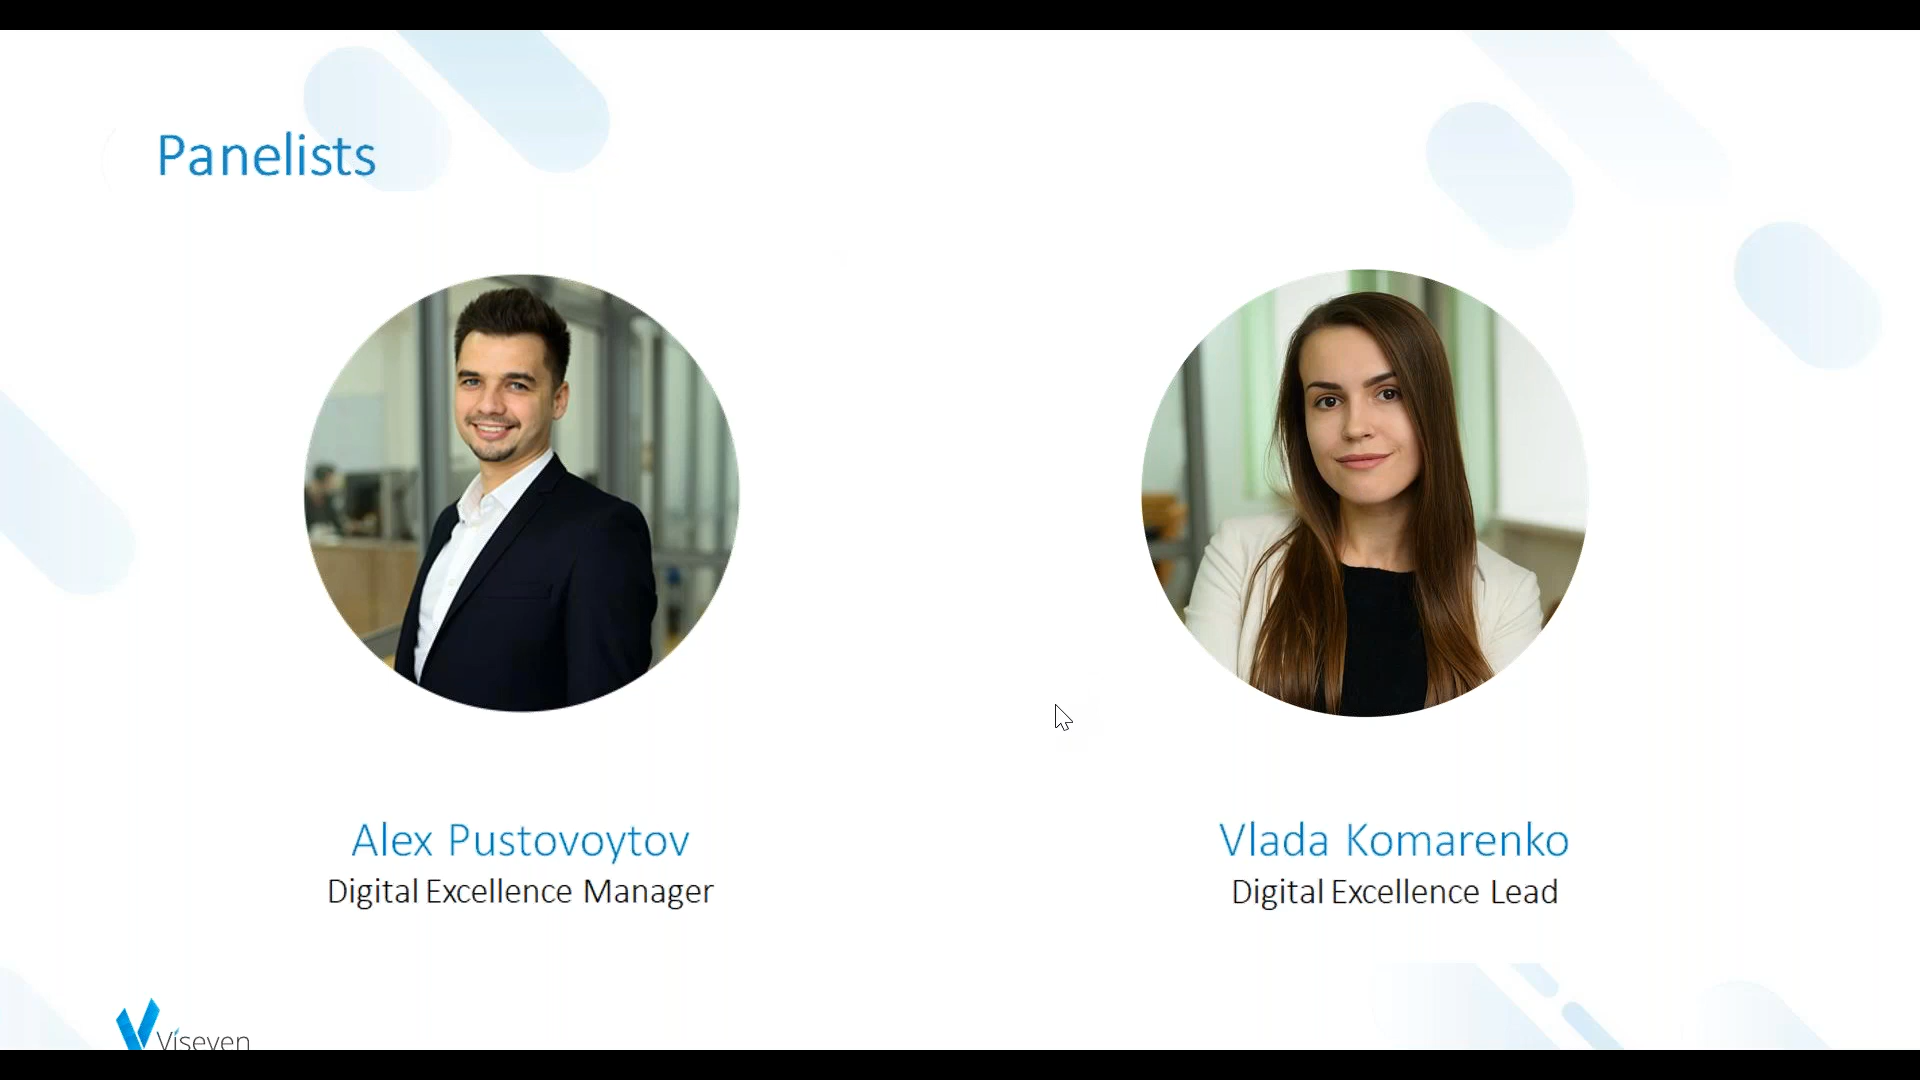 Panelists
Alex Pustovoytov
Digital Excellence Manager
Vlada Komarenko
Digital Excellence Lead
Viseven